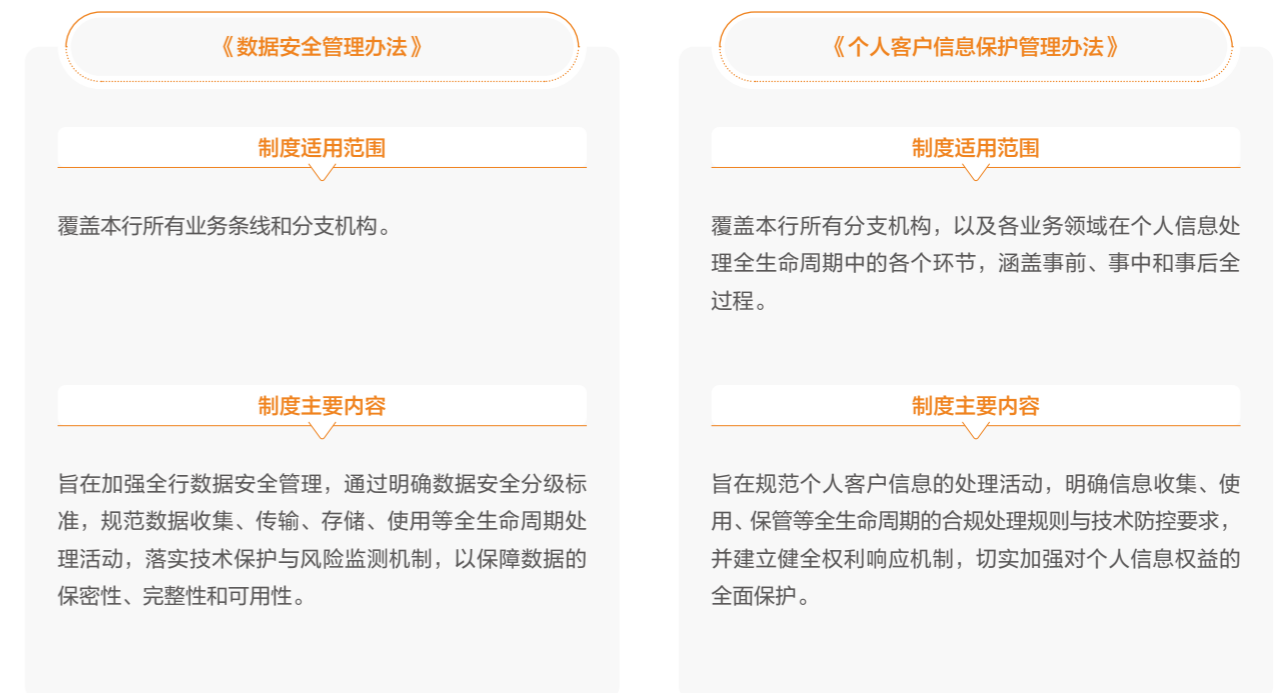 《数据安全管理办法》
制度适用范围
覆盖本行所有业务条线和分支机构。
制度主要内容
旨在加强全行数据安全管理，通过明确数据安全分级标
准，规范数据收集、传输、存储、使用等全生命周期处
理活动，落实技术保护与风险监测机制，以保障数据的
保密性、完整性和可用性。
《个人客户信息保护管理办法》
制度适用范围
覆盖本行所有分支机构，以及各业务领域在个人信息处
理全生命周期中的各个环节，涵盖事前、事中和事后全
过程。
制度主要内容
旨在规范个人客户信息的处理活动，明确信息收集、使
用、保管等全生命周期的合规处理规则与技术防控要求，
并建立健全权利响应机制，切实加强对个人信息权益的
全面保护。